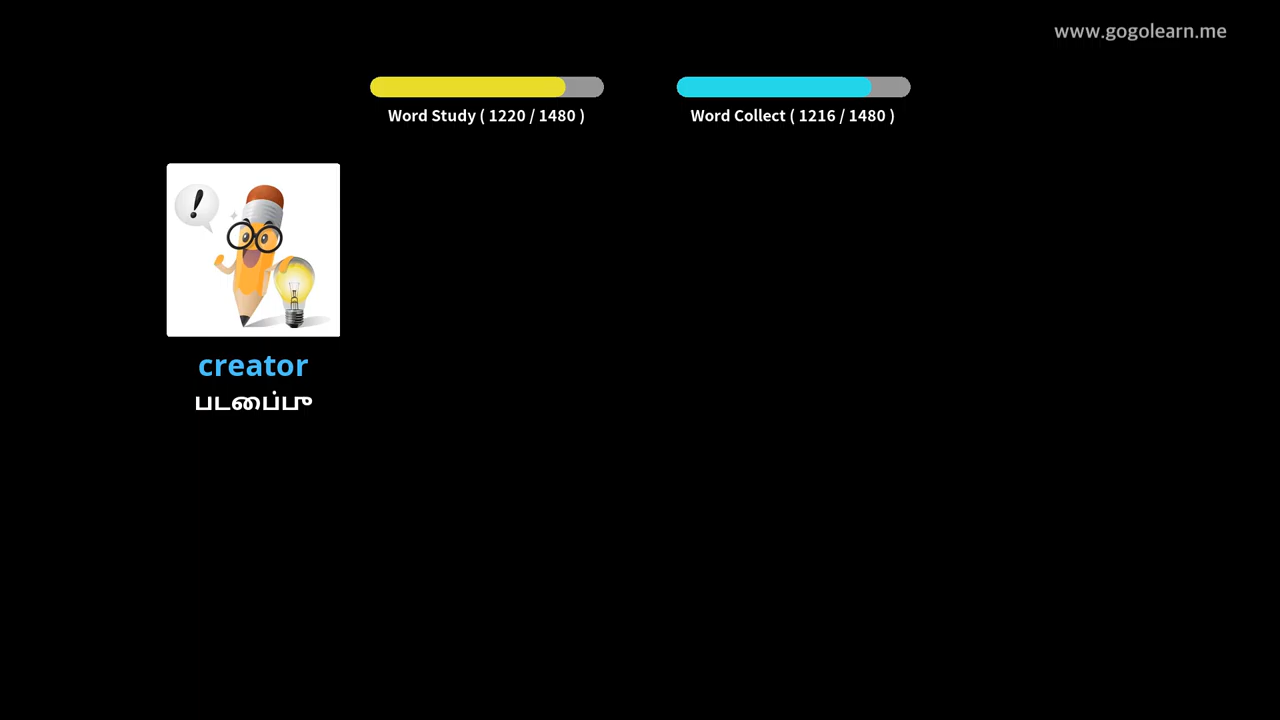 www.gogolearn.me
Word Study ( 1220 / 1480 )
Word Collect ( 1216 / 1480 )
!
creator
படைப்பு